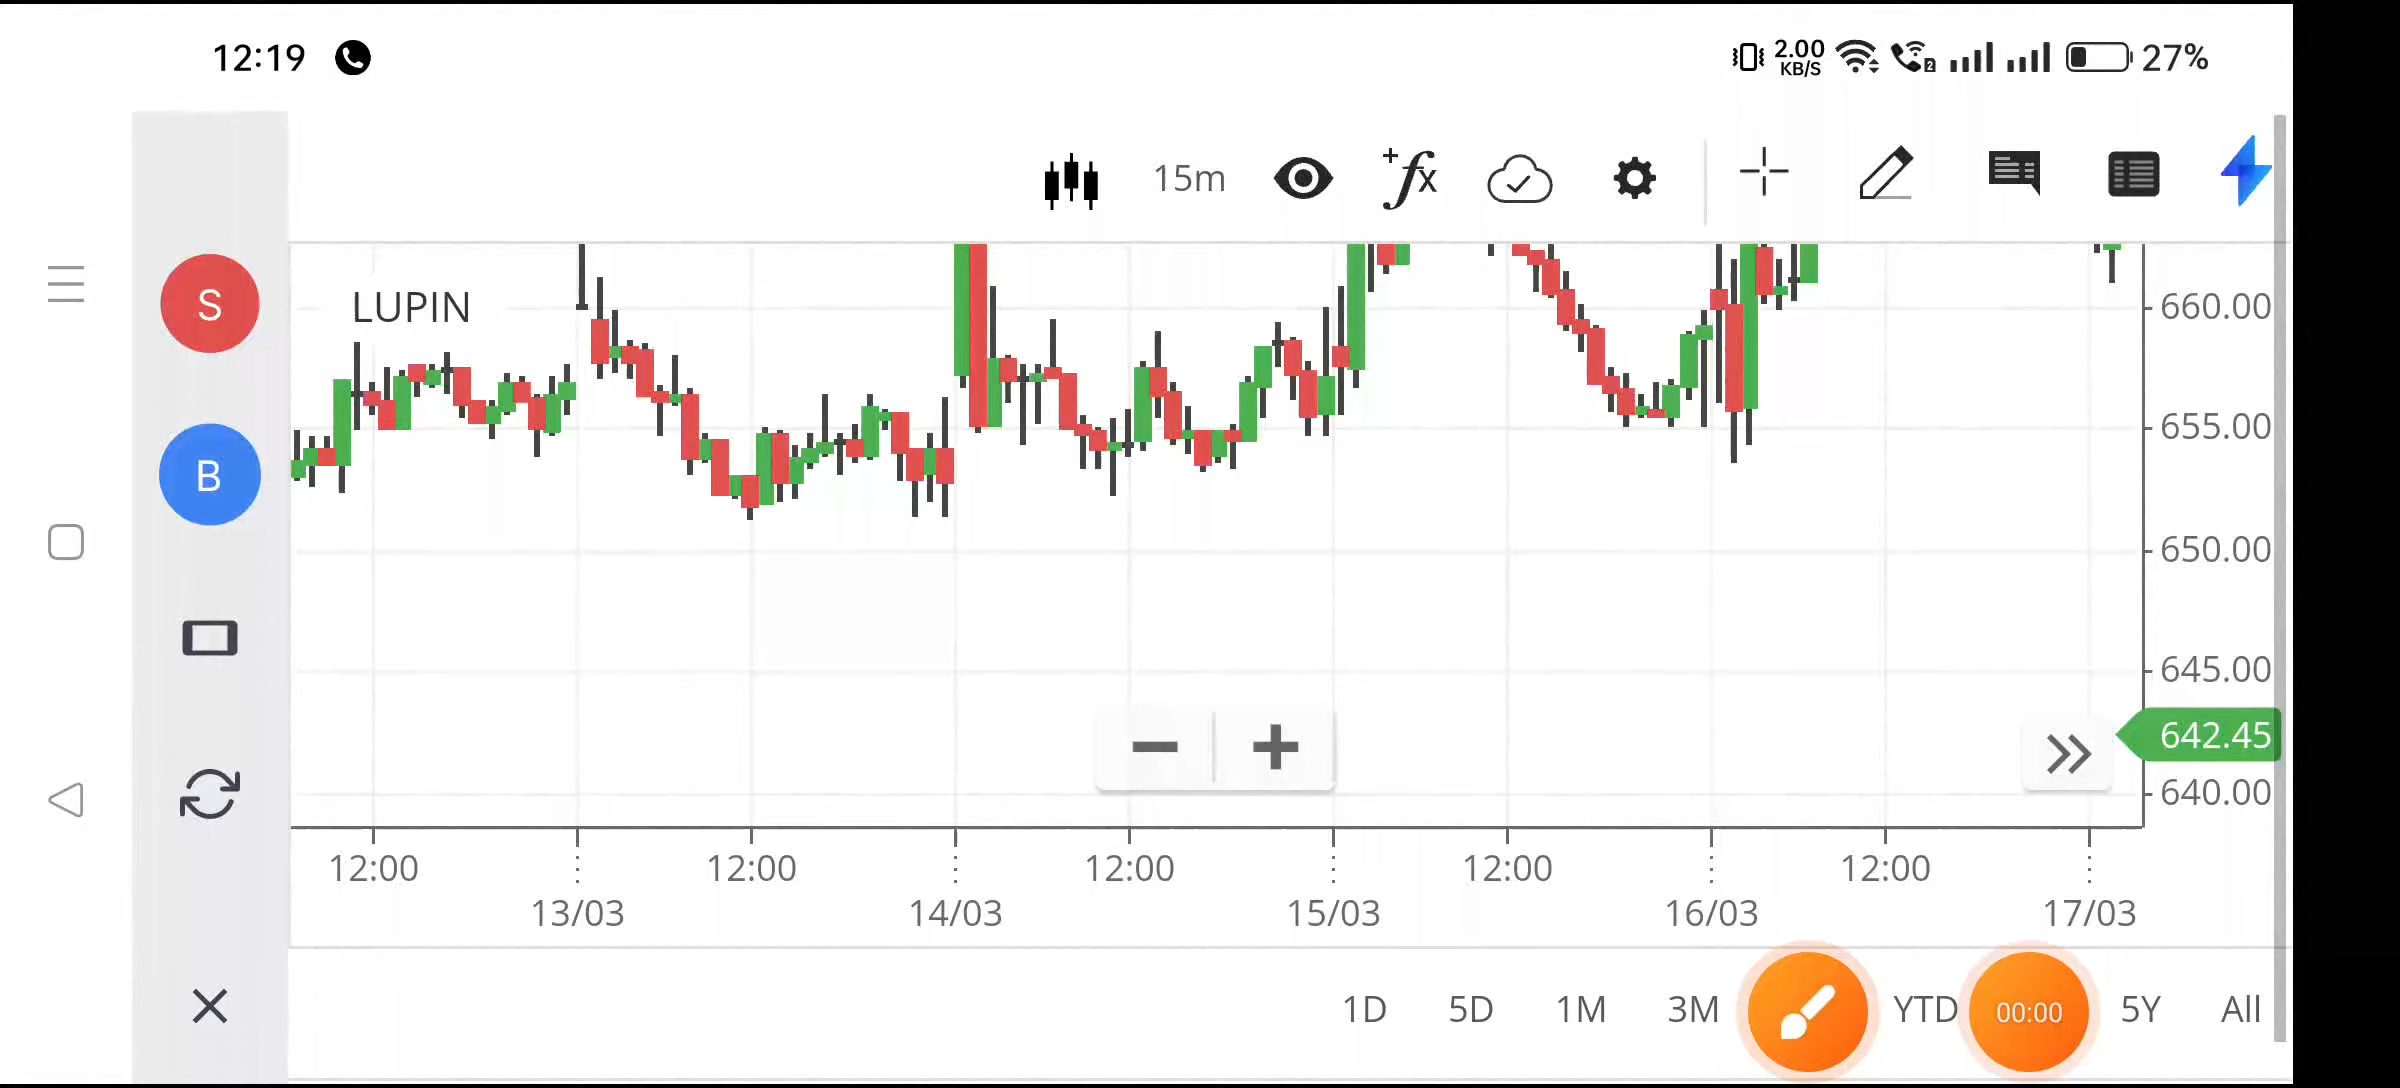 12:19
2.00
KB/S
2
27%
15m
+fx
S
LUPIN
B
660.00
655.00
650.00
645.00
642.45
640.00
12:00 12:00 12:00 12:00 12:00
13/03 14/03 15/03 16/03 17/03
1D 5D 1M 3M YTD 00:00 5Y All